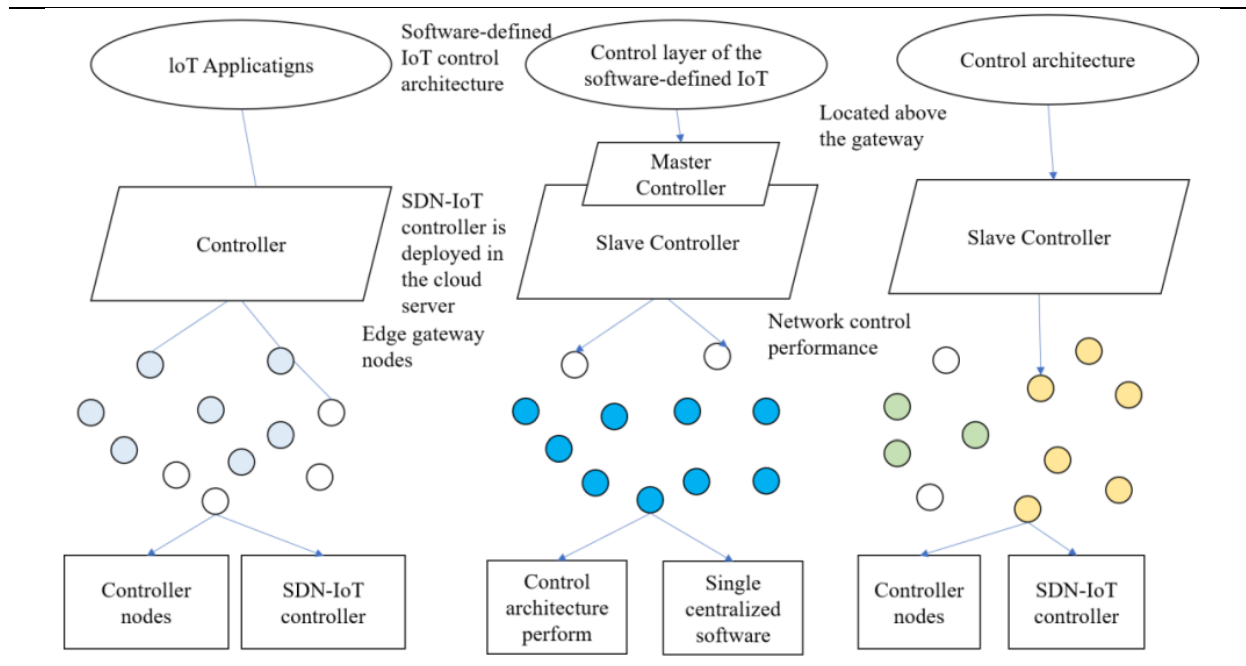 IoT Applicatigns
Software-defined
IoT control
architecture
Control layer of the
software-defined IoT
Control architecture
Located above
the gateway
Master
Controller
Controller
SDN-IoT
controller is
deployed in
the cloud
server
Slave Controller
Slave Controller
Edge gateway
nodes
Network control
performance
Controller
nodes
SDN-IoT
controller
Control
architecture
perform
Single
centralized
software
Controller
nodes
SDN-IoT
controller